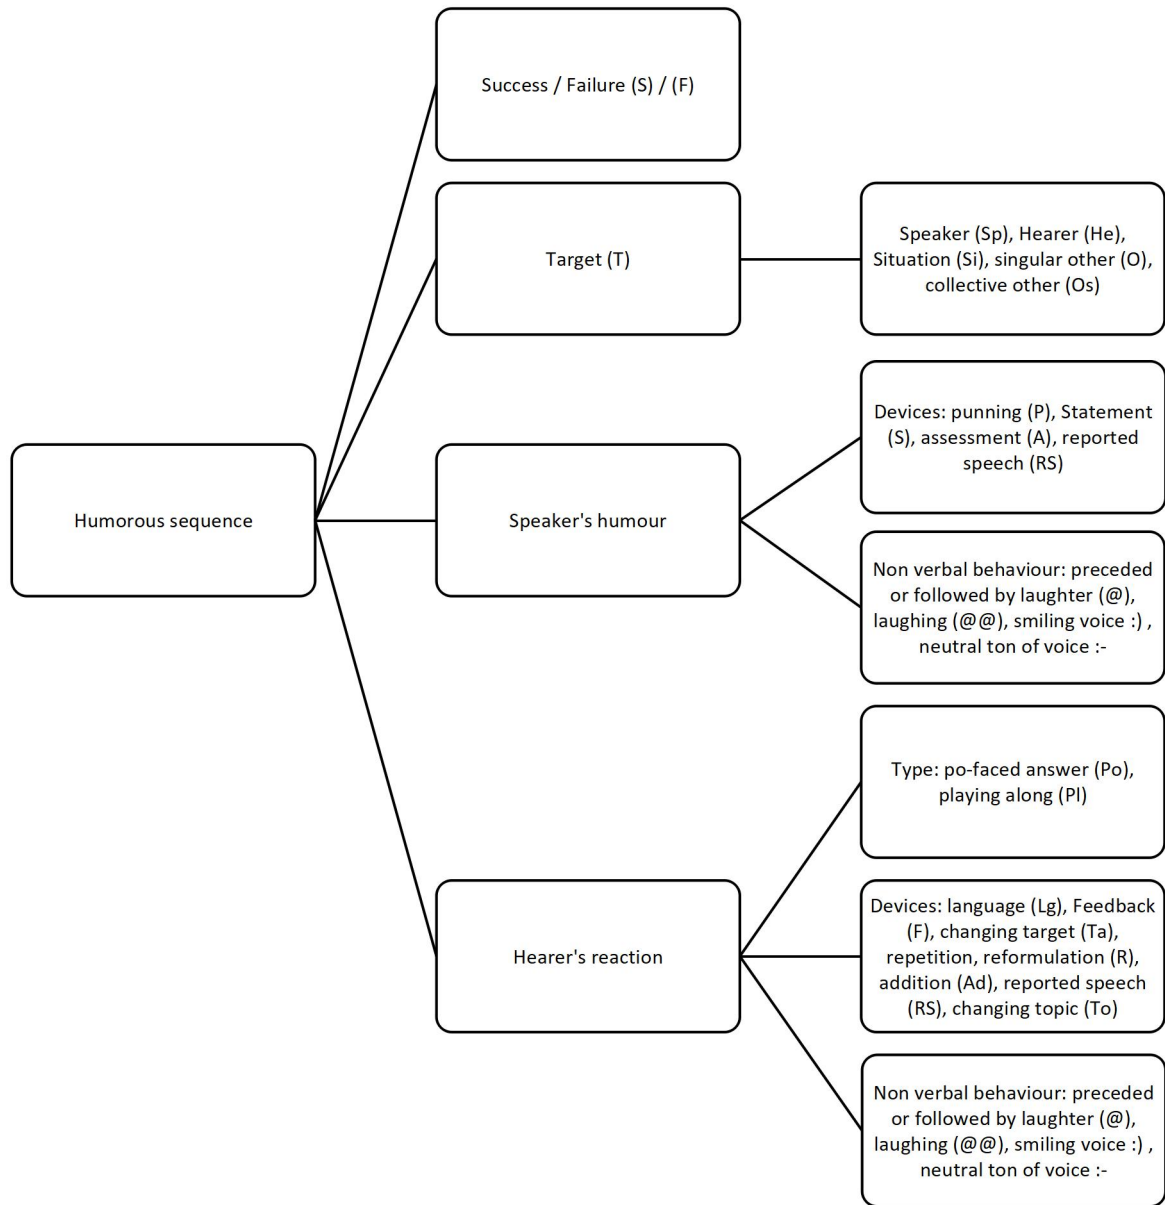 Success / Failure (S) / (F)
Target (T)
Speaker (Sp), Hearer (He),
Situation (Si), singular other (O),
collective other (Os)
Humorous sequence
Speaker's humour
Devices: punning (P), Statement
(S), assessment (A), reported
speech (RS)
Non verbal behaviour: preceded
or followed by laughter (@),
laughing (@@), smiling voice :) ,
neutral ton of voice :-
Hearer's reaction
Type: po-faced answer (Po),
playing along (Pl)
Devices: language (Lg), Feedback
(F), changing target (Ta),
repetition, reformulation (R),
addition (Ad), reported speech
(RS), changing topic (To)
Non verbal behaviour: preceded
or followed by laughter (@),
laughing (@@), smiling voice :) ,
neutral ton of voice :-